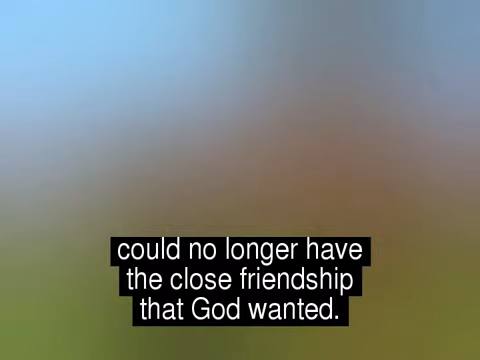 could no longer have
the close friendship
that God wanted.